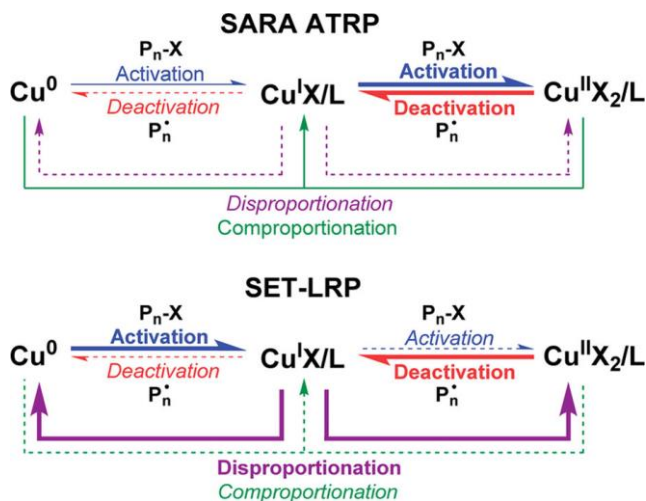 SARA ATRP
Pn-X Pn-X
Activation Activation
Cu⁰ CuᴵX/L CuᴵᴵX₂/L
Deactivation Deactivation
Pn• Pn•
Disproportionation
Comproportionation
SET-LRP
Pn-X Pn-X
Activation Activation
Cu⁰ CuᴵX/L CuᴵᴵX₂/L
Deactivation Deactivation
Pn• Pn•
Disproportionation
Comproportionation